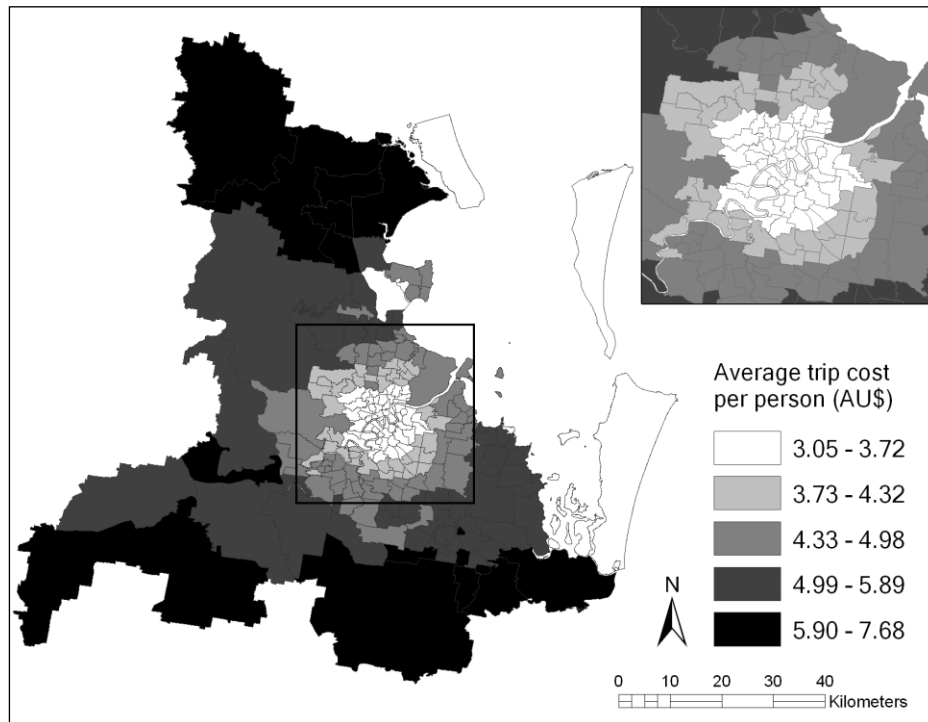 Average trip cost
per person (AU$)
3.05 - 3.72
3.73 - 4.32
4.33 - 4.98
4.99 - 5.89
5.90 - 7.68
N
0 10 20 30 40
Kilometers